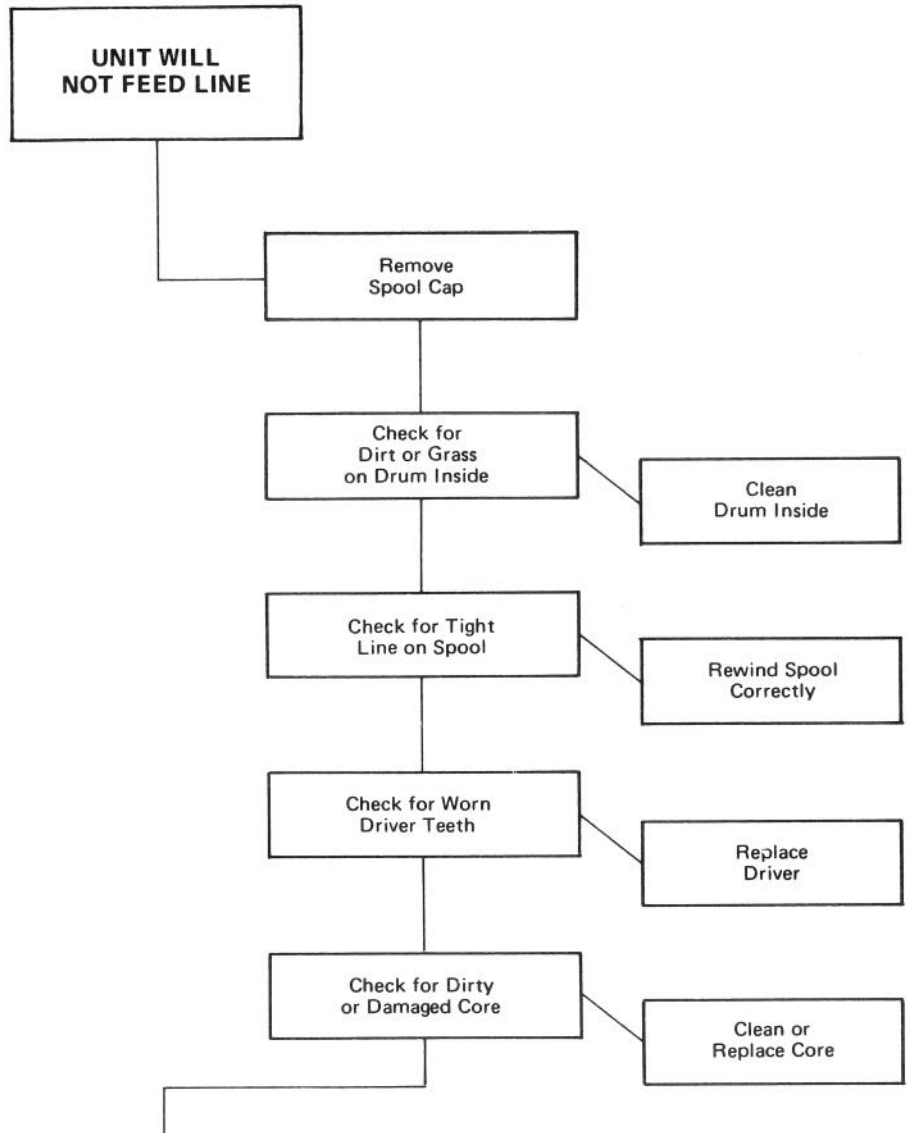 UNIT WILL
NOT FEED LINE
Remove
Spool Cap
Check for
Dirt or Grass
on Drum Inside
Clean
Drum Inside
Check for Tight
Line on Spool
Rewind Spool
Correctly
Check for Worn
Driver Teeth
Replace
Driver
Check for Dirty
or Damaged Core
Clean or
Replace Core